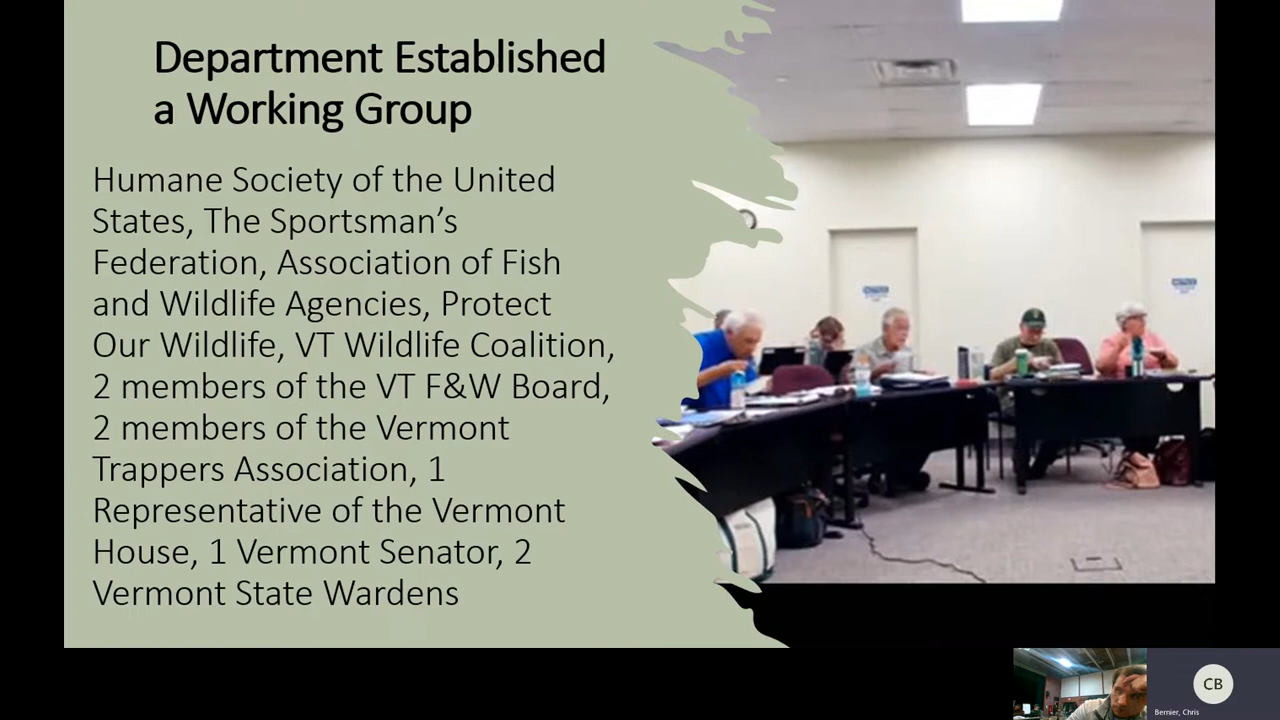 Department Established
a Working Group
Humane Society of the United
States, The Sportsman’s
Federation, Association of Fish
and Wildlife Agencies, Protect
Our Wildlife, VT Wildlife Coalition,
2 members of the VT F&W Board,
2 members of the Vermont
Trappers Association, 1
Representative of the Vermont
House, 1 Vermont Senator, 2
Vermont State Wardens
CB
Bernier, Chris